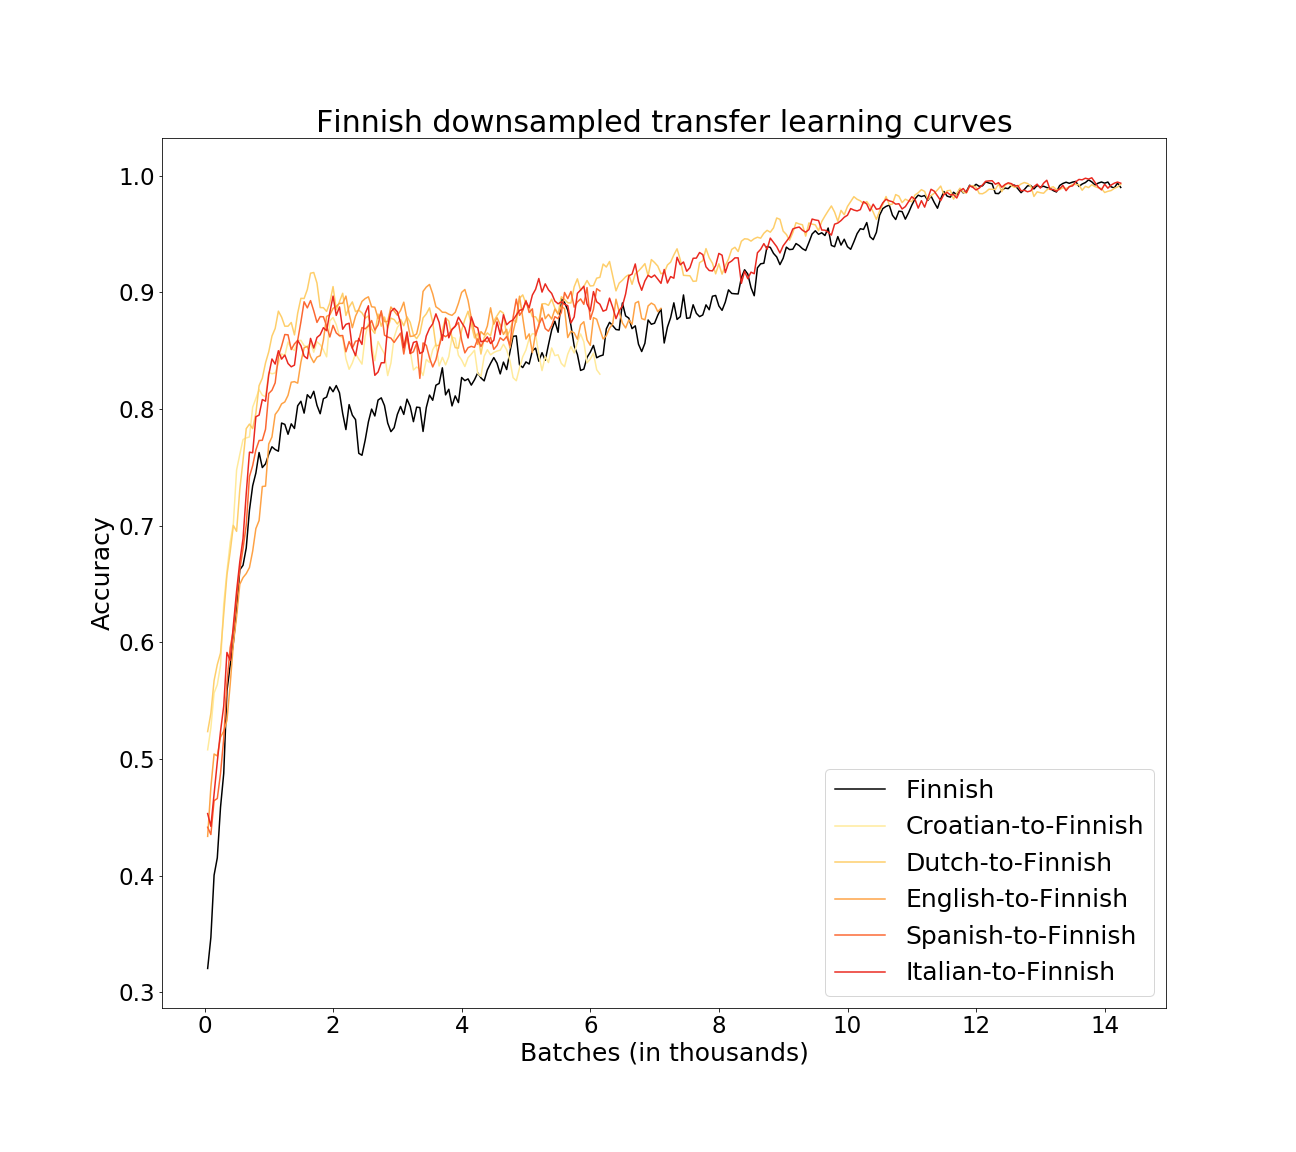 Finnish downsampled transfer learning curves
1.0
0.9
0.8
0.7
0.6
0.5
0.4
0.3
Accuracy
Finnish
Croatian-to-Finnish
Dutch-to-Finnish
English-to-Finnish
Spanish-to-Finnish
Italian-to-Finnish
0 2 4 6 8 10 12 14
Batches (in thousands)